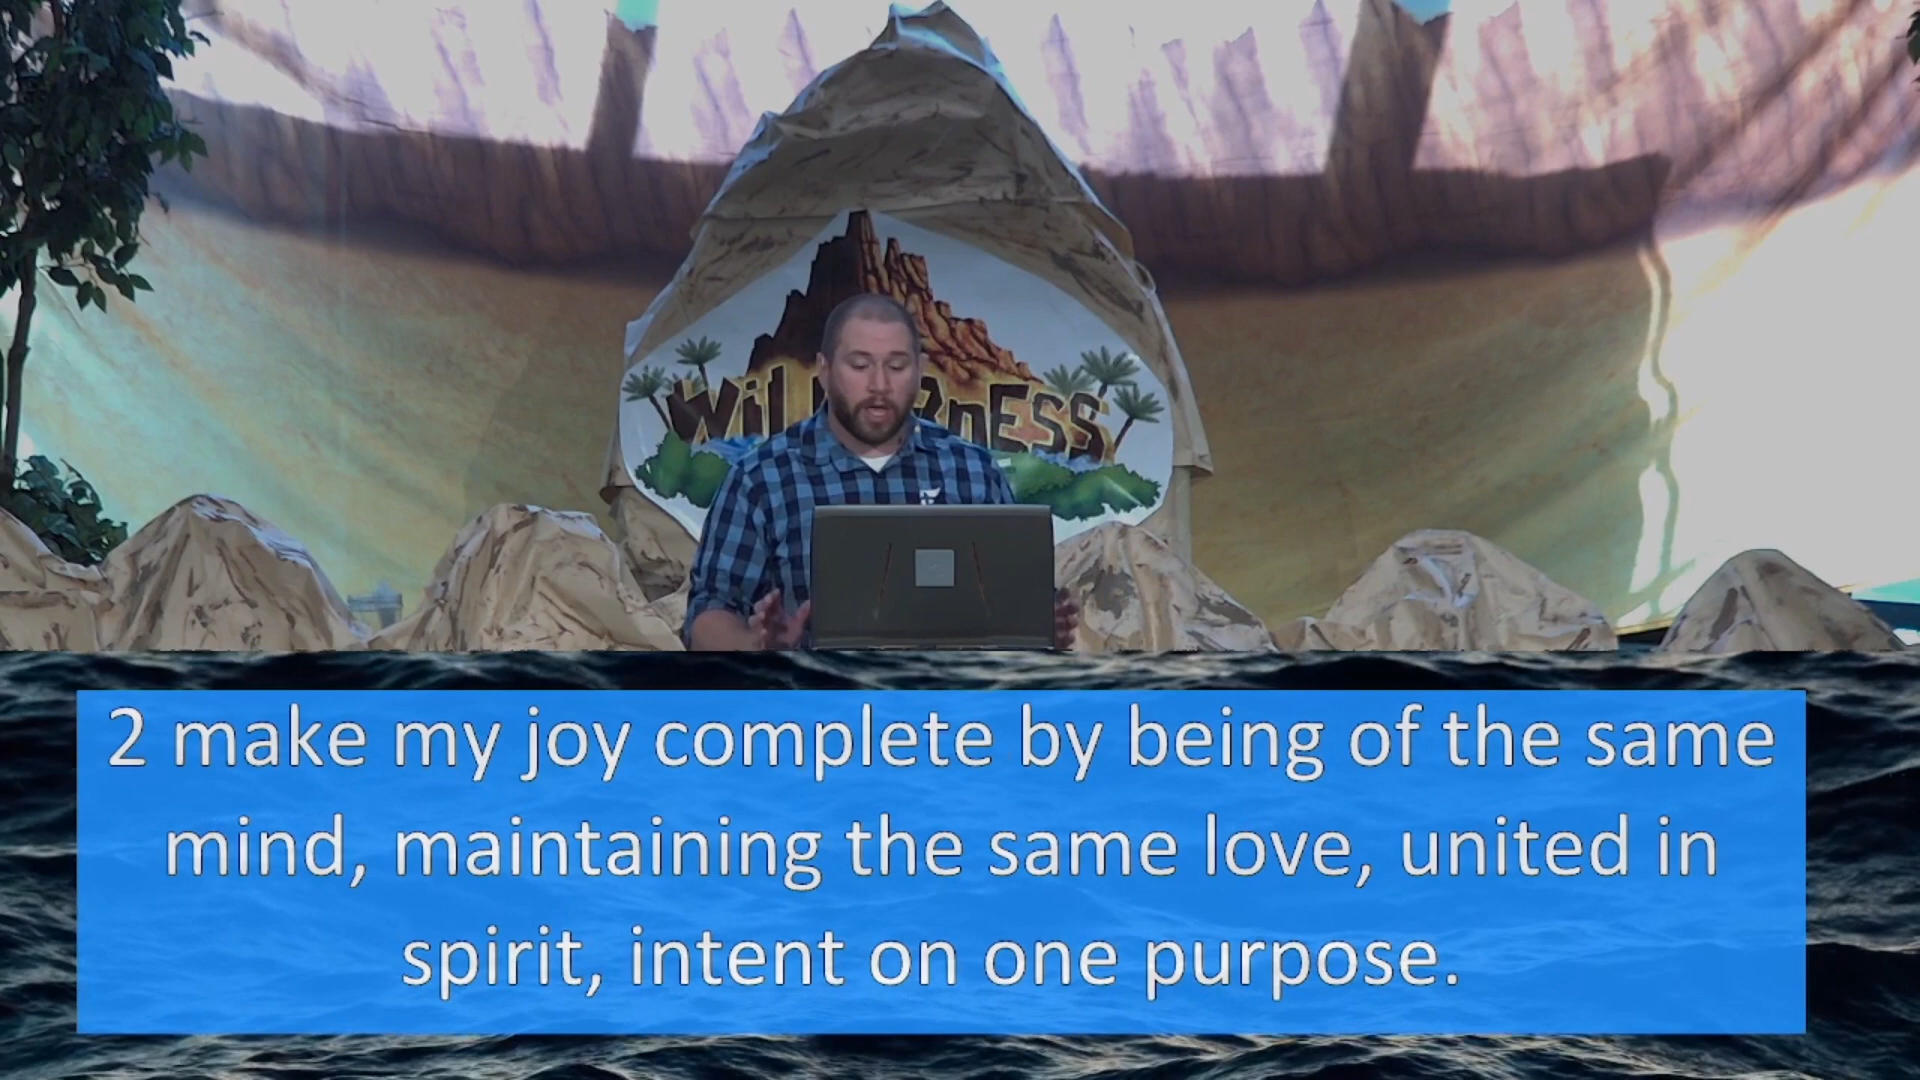 WilDERnESS
2 make my joy complete by being of the same
mind, maintaining the same love, united in
spirit, intent on one purpose.